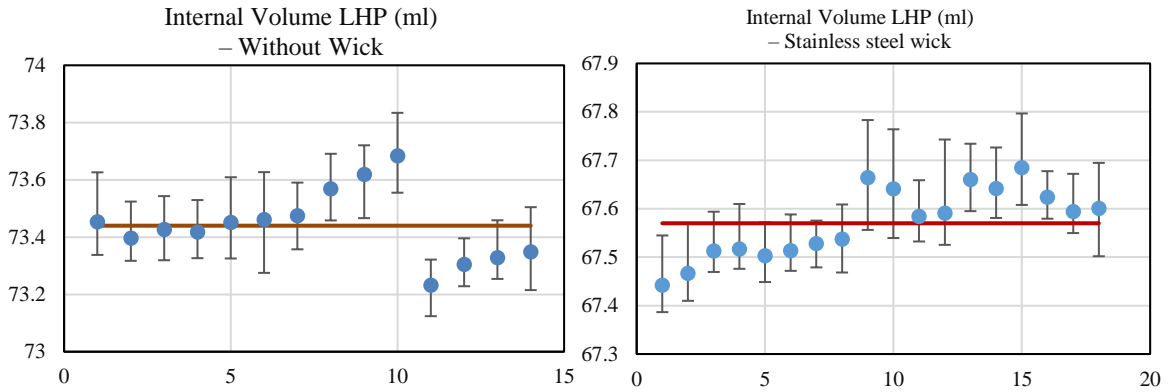 Internal Volume LHP (ml)
– Without Wick
74
73.8
73.6
73.4
73.2
73
0 5 10 15
Internal Volume LHP (ml)
– Stainless steel wick
67.9
67.8
67.7
67.6
67.5
67.4
67.3
0 5 10 15 20